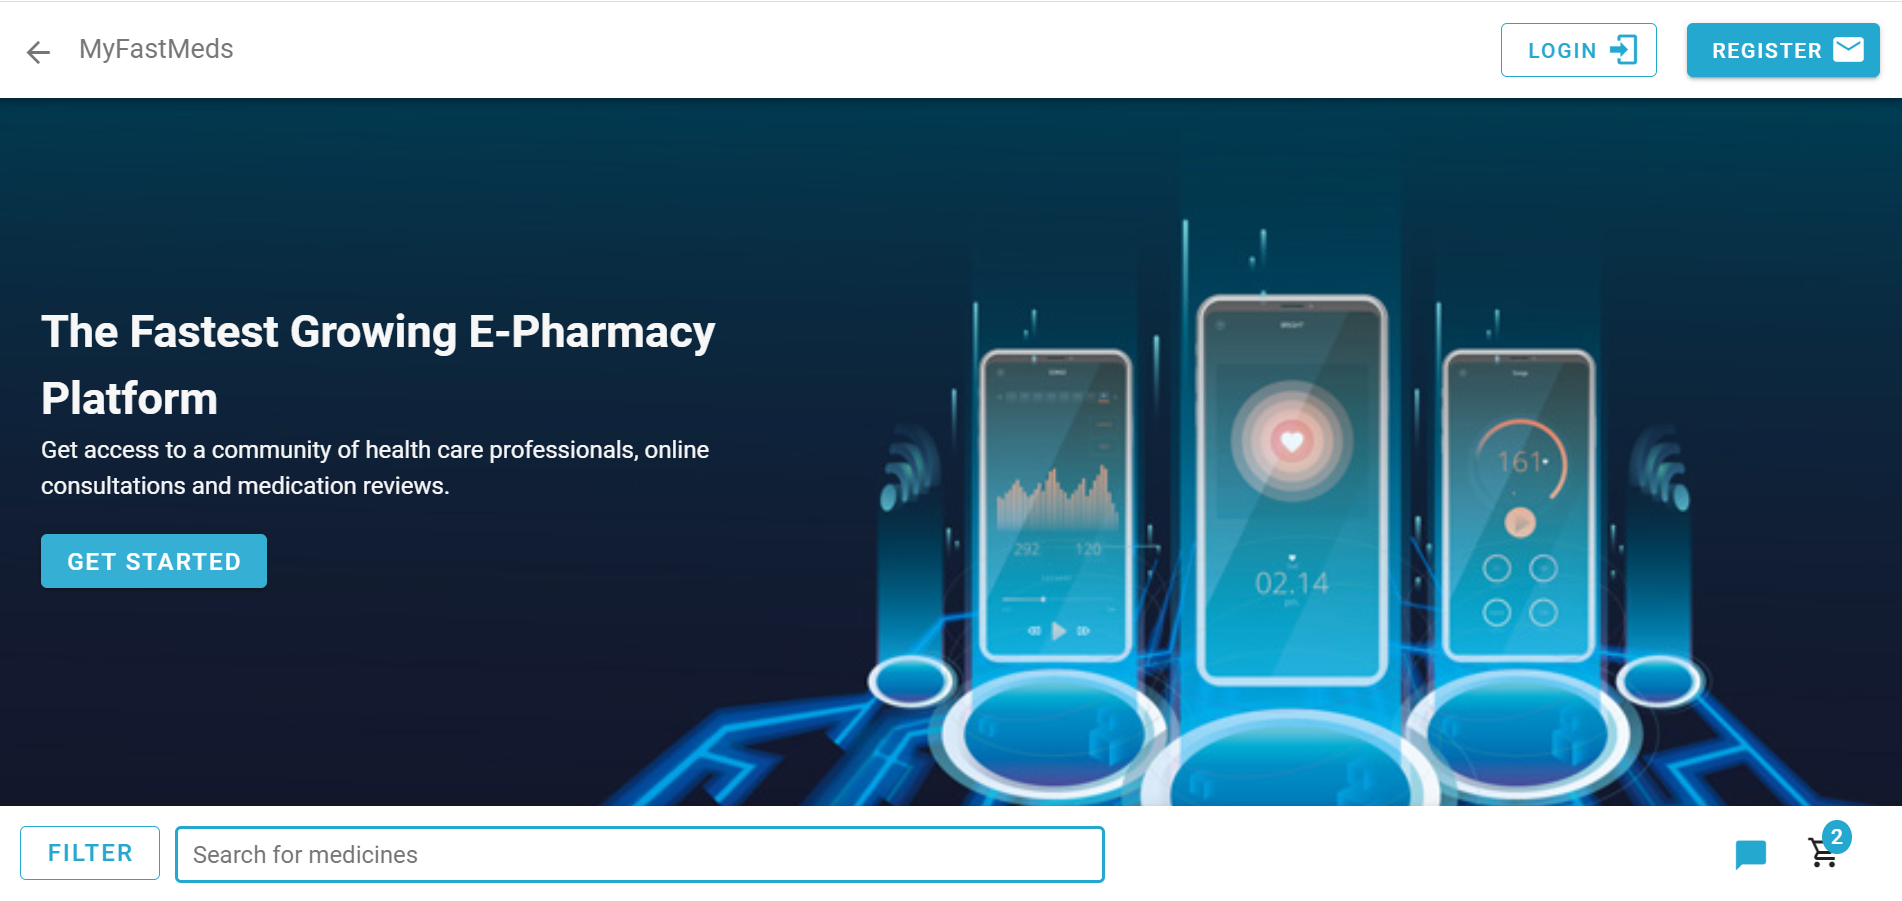 MyFastMeds
LOGIN
REGISTER
The Fastest Growing E-Pharmacy
Platform
Get access to a community of health care professionals, online
consultations and medication reviews.
GET STARTED
292 120
02.14
161
FILTER
Search for medicines
2